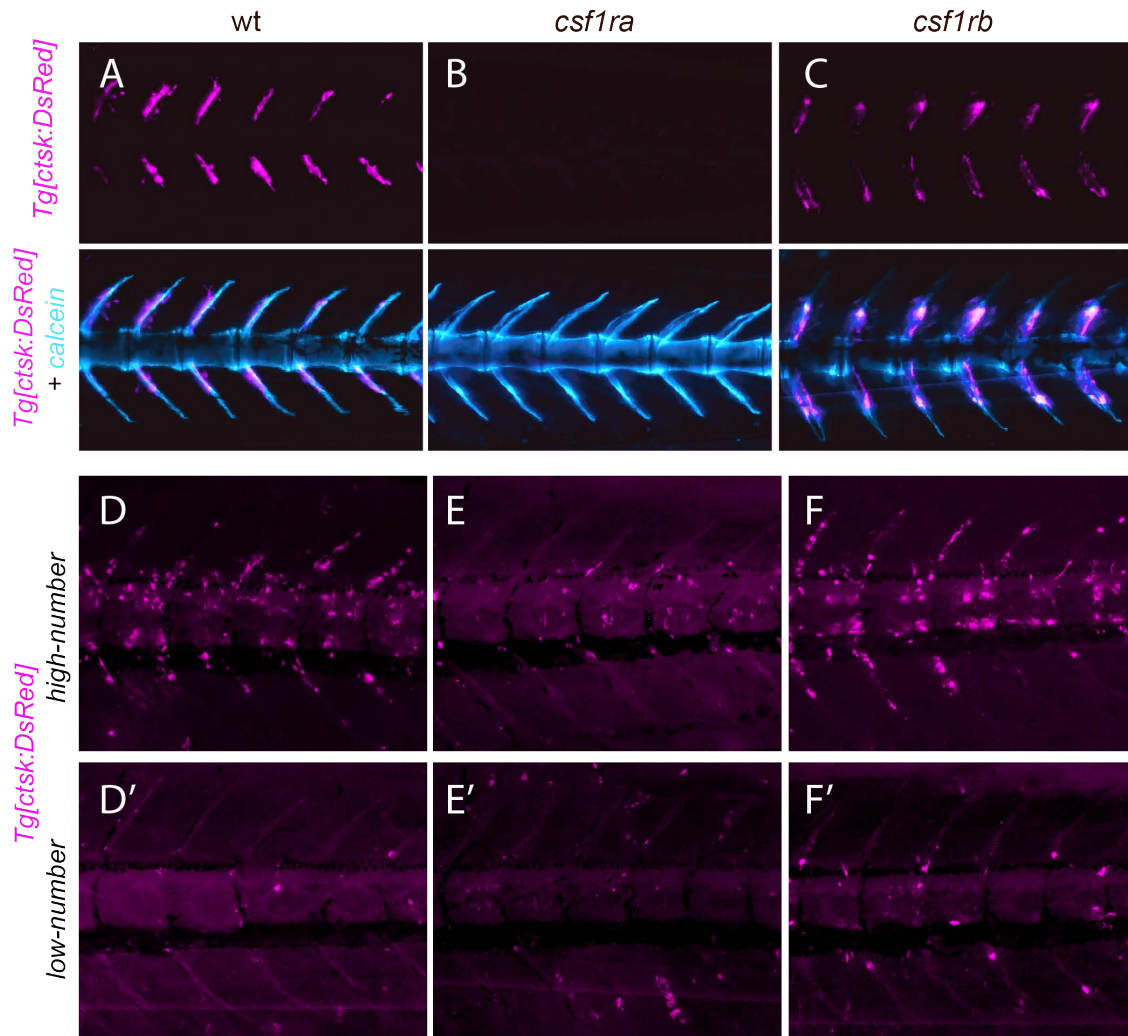 wt
csf1ra
csf1rb
Tg[ctsk:DsRed]
A
B
C
Tg[ctsk:DsRed]
+ calcein
Tg[ctsk:DsRed]
high-number
D
E
F
low-number
D′
E′
F′